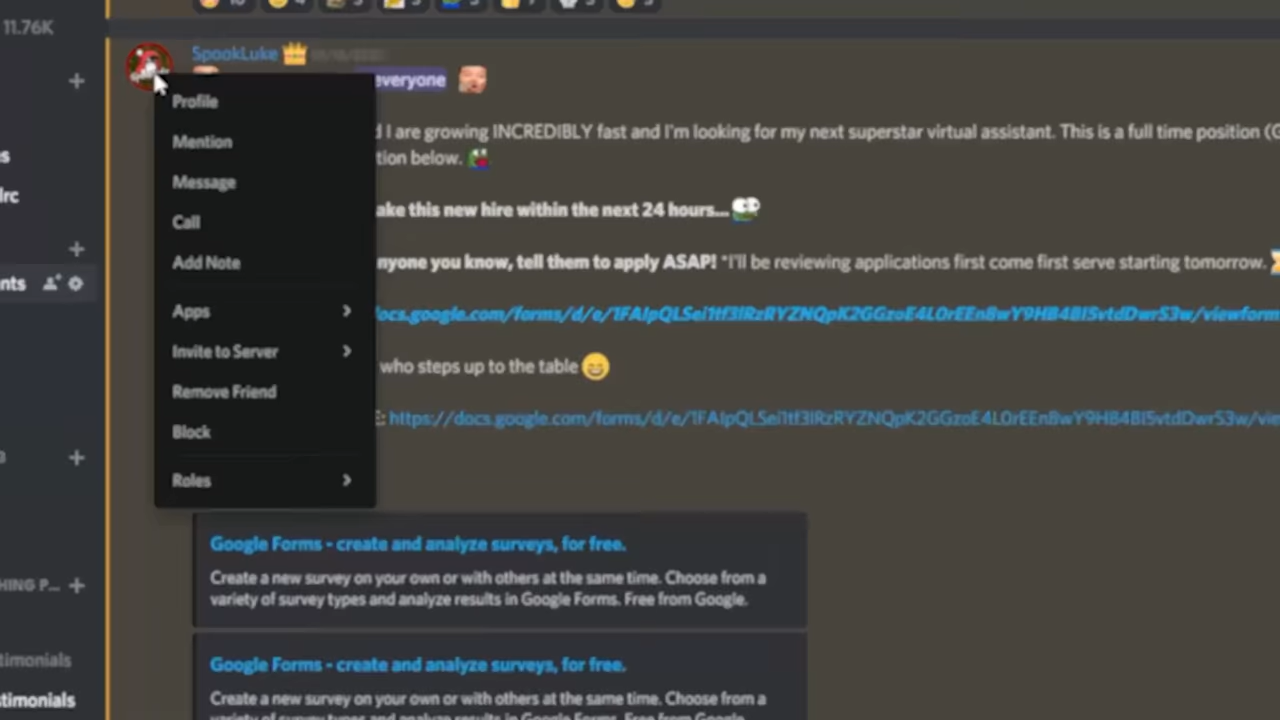 11.76K
SpookLuke
everyone
Profile
d I are growing INCREDIBLY fast and I'm looking for my next superstar virtual assistant. This is a full time position (
Mention
tion below.
Message
ake this new hire within the next 24 hours...
Call
Add Note
nyone you know, tell them to apply ASAP! *I'll be reviewing applications first come first serve starting tomorrow.
nts
Apps
Invite to Server
who steps up to the table
Remove Friend
Block
Roles
Google Forms - create and analyze surveys, for free.
Create a new survey on your own or with others at the same time. Choose from a
variety of survey types and analyze results in Google Forms. Free from Google.
HING P...
timonials
Google Forms - create and analyze surveys, for free.
stimonials
Create a new survey on your own or with others at the same time. Choose from a